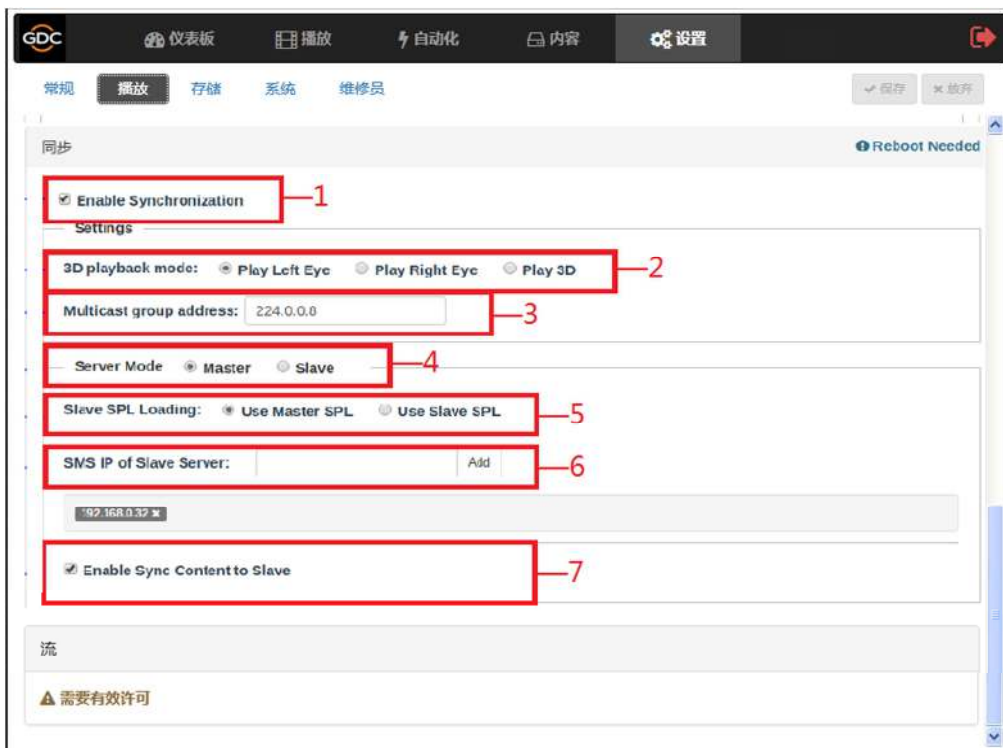 GDC 仪表板 播放 自动化 内容 设置
常规 播放 存储 系统 维修员 保存 放弃
同步 Reboot Needed
Enable Synchronization 1
Settings
3D playback mode: Play Left Eye Play Right Eye Play 3D 2
Multicast group address: 224.0.0.8 3
Server Mode Master Slave 4
Slave SPL Loading: Use Master SPL Use Slave SPL 5
SMS IP of Slave Server: Add 6
192.168.0.32 x
Enable Sync Content to Slave 7
流
需要有效许可